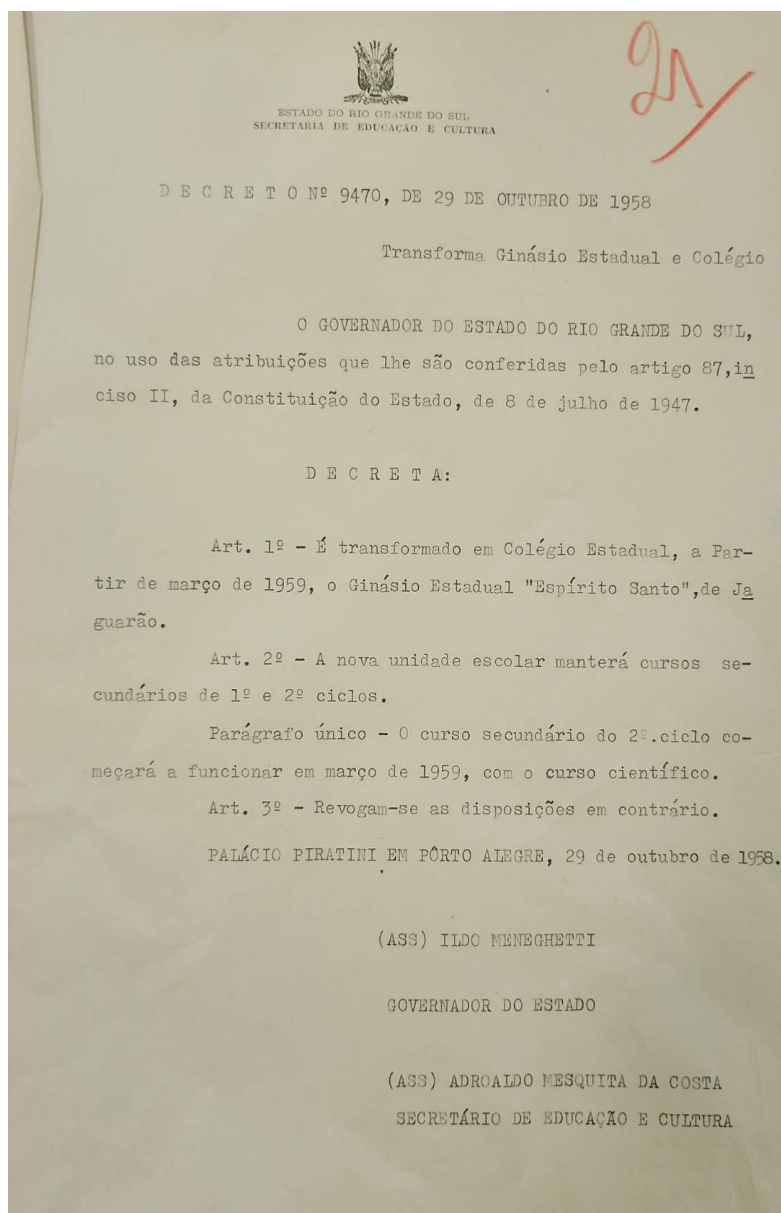 21/
ESTADO DO RIO GRANDE DO SUL
SECRETARIA DE EDUCAÇÃO E CULTURA
D E C R E T O Nº 9470, DE 29 DE OUTUBRO DE 1958
Transforma Ginásio Estadual e Colégio
O GOVERNADOR DO ESTADO DO RIO GRANDE DO SUL,
no uso das atribuições que lhe são conferidas pelo artigo 87,in
ciso II, da Constituição do Estado, de 8 de julho de 1947.
D E C R E T A:
Art. 1º - É transformado em Colégio Estadual, a Par-
tir de março de 1959, o Ginásio Estadual "Espírito Santo",de Ja
guarão.
Art. 2º - A nova unidade escolar manterá cursos se-
cundários de 1º e 2º ciclos.
Parágrafo único - O curso secundário do 2º.ciclo co-
meçará a funcionar em março de 1959, com o curso científico.
Art. 3º - Revogam-se as disposições em contrário.
PALÁCIO PIRATINI EM PÔRTO ALEGRE, 29 de outubro de 1958.
(ASS) ILDO MENEGHETTI
GOVERNADOR DO ESTADO
(ASS) ADROALDO MESQUITA DA COSTA
SECRETÁRIO DE EDUCAÇÃO E CULTURA